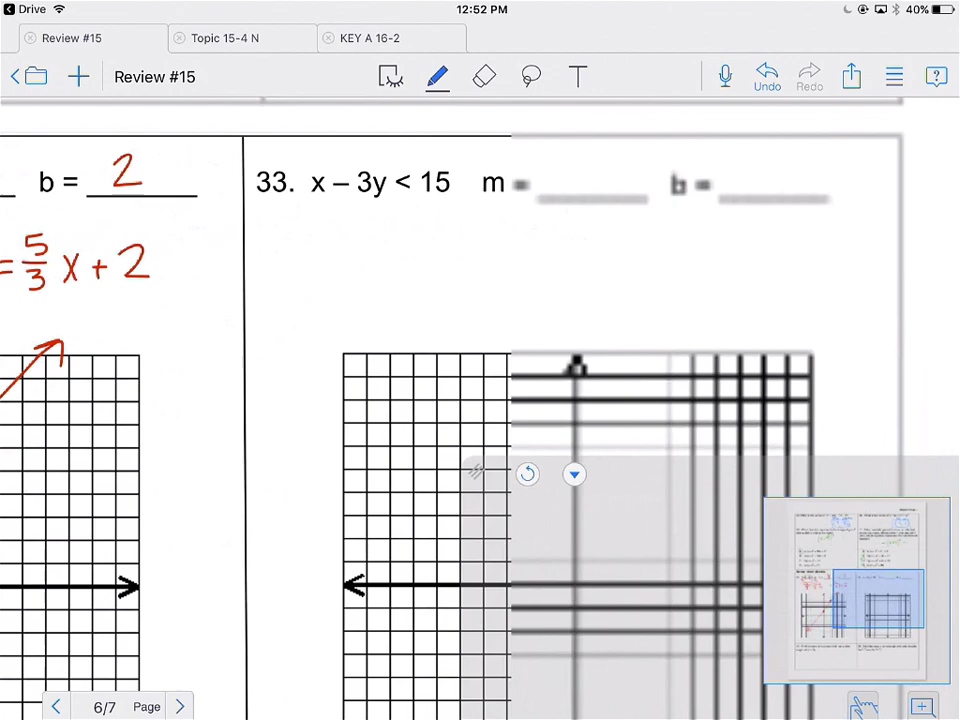 Drive
12:52 PM
40%
Review #15
Topic 15-4 N
KEY A 16-2
Review #15
Undo
Redo
b = 2
33. x – 3y < 15 m = b =
= 5/3 x + 2
6/7 Page